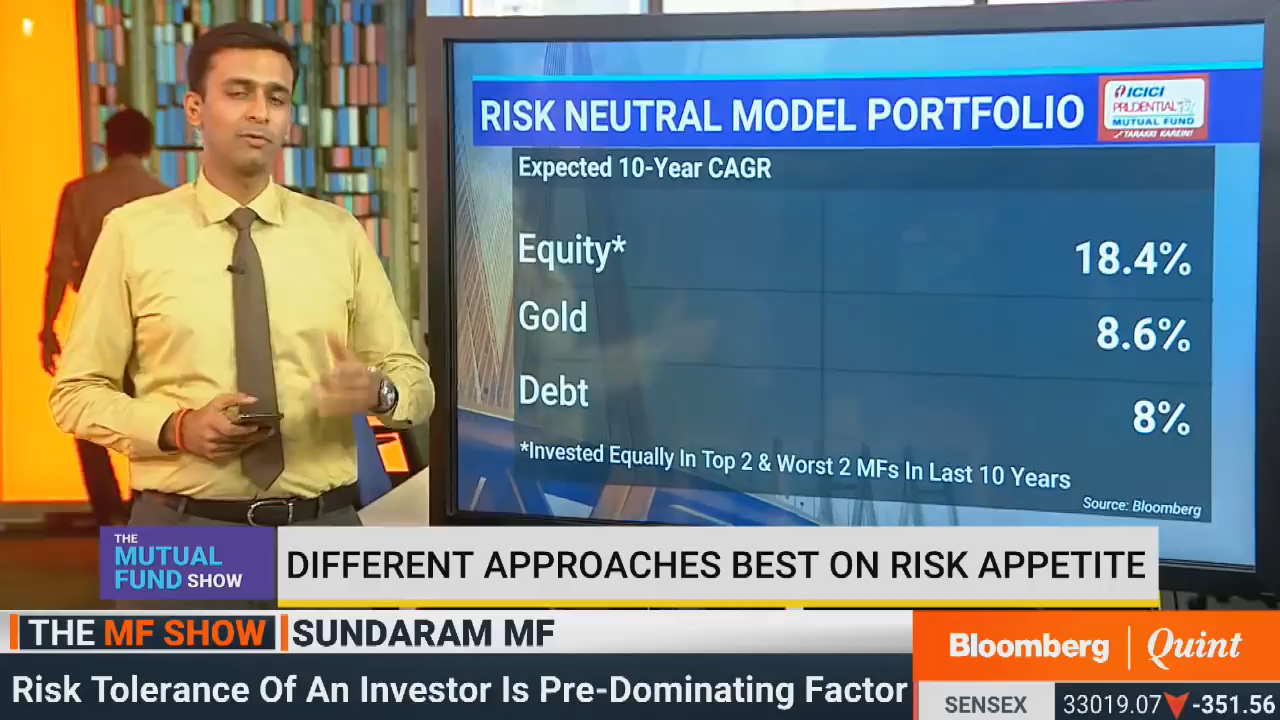 RISK NEUTRAL MODEL PORTFOLIO
ICICI
PRUDENTIAL
MUTUAL FUND
TARAKKI KAREIN!
Expected 10-Year CAGR
Equity* 18.4%
Gold 8.6%
Debt 8%
*Invested Equally In Top 2 & Worst 2 MFs In Last 10 Years
Source: Bloomberg
THE
MUTUAL
FUND SHOW
DIFFERENT APPROACHES BEST ON RISK APPETITE
THE MF SHOW SUNDARAM MF
Bloomberg | Quint
Risk Tolerance Of An Investor Is Pre-Dominating Factor
SENSEX 33019.07 -351.56